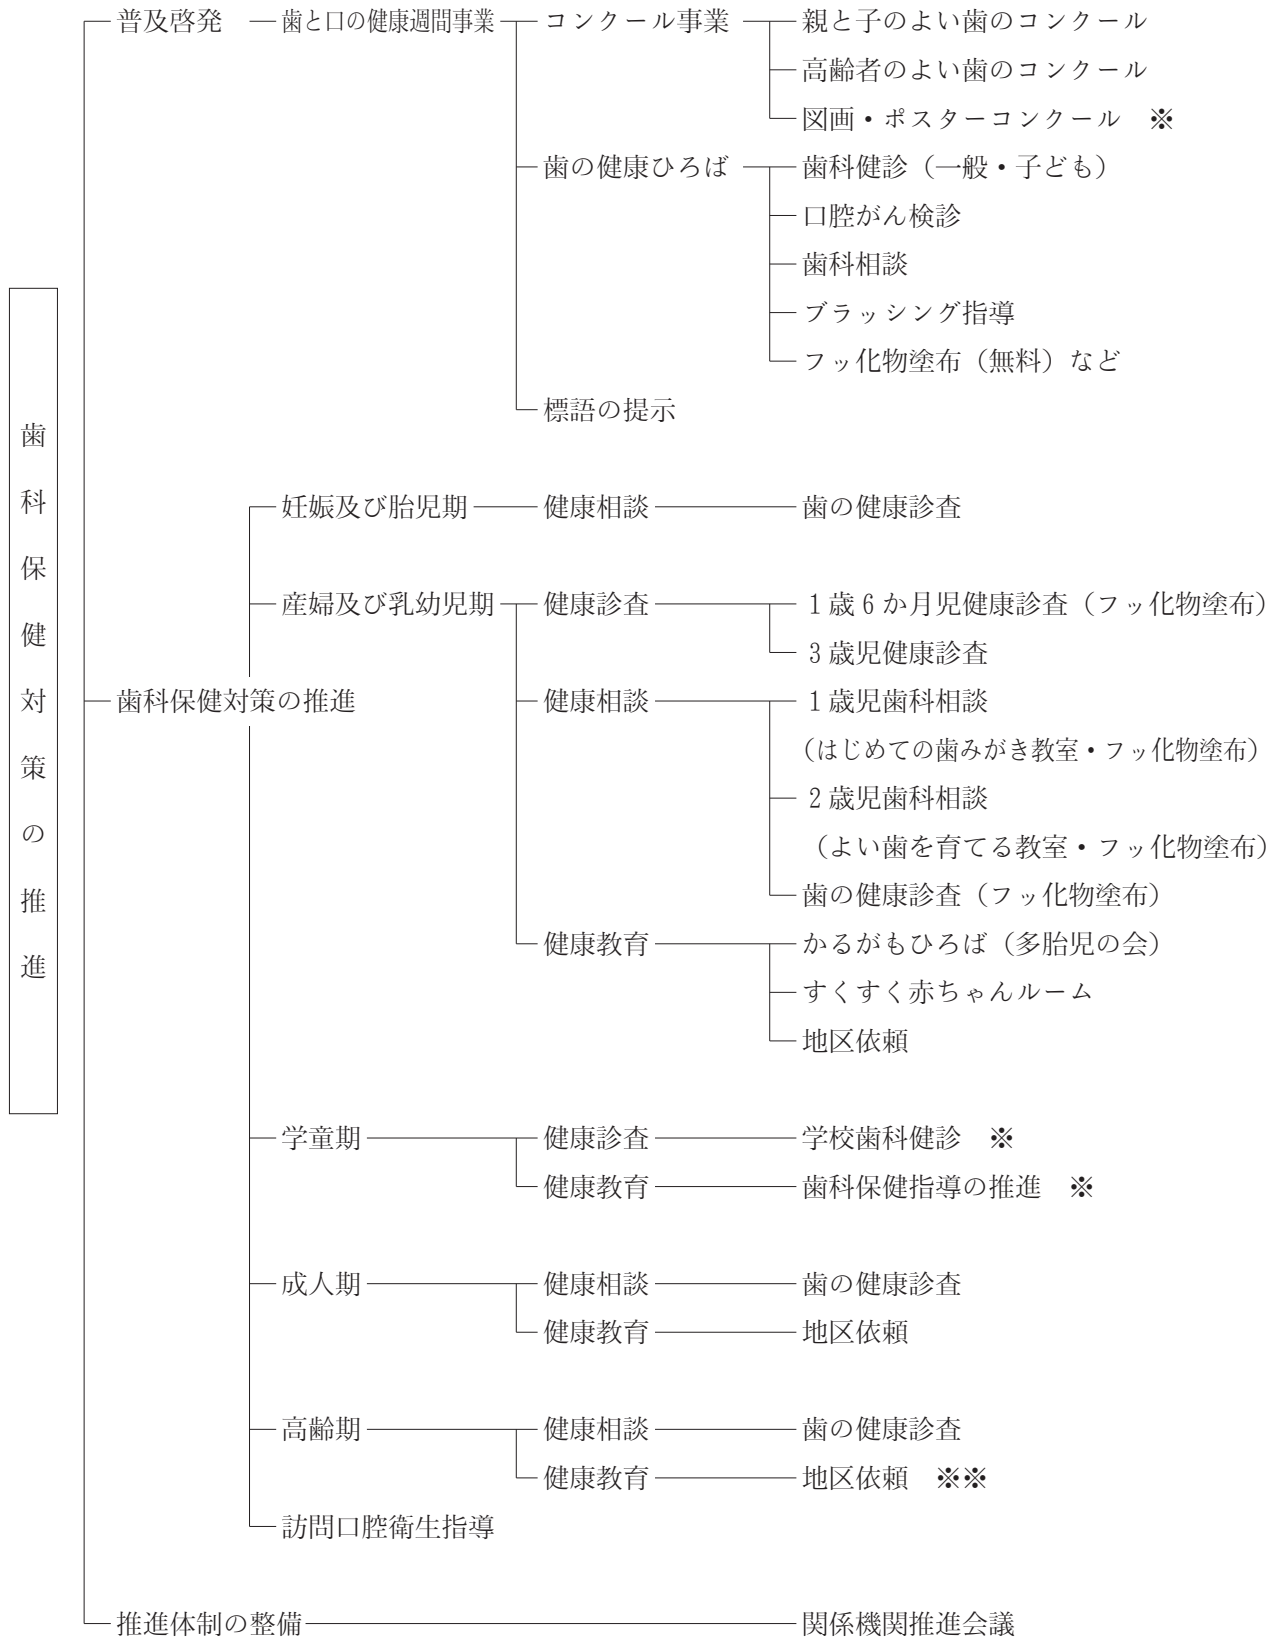 歯科保健対策の推進
普及啓発 歯と口の健康週間事業 コンクール事業 親と子のよい歯のコンクール
高齢者のよい歯のコンクール
図画・ポスターコンクール ※
歯の健康ひろば 歯科健診（一般・子ども）
口腔がん検診
歯科相談
ブラッシング指導
フッ化物塗布（無料）など
標語の提示
妊娠及び胎児期 健康相談 歯の健康診査
産婦及び乳幼児期 健康診査 1歳6か月児健康診査（フッ化物塗布）
3歳児健康診査
歯科保健対策の推進 健康相談 1歳児歯科相談
（はじめての歯みがき教室・フッ化物塗布）
2歳児歯科相談
（よい歯を育てる教室・フッ化物塗布）
歯の健康診査（フッ化物塗布）
健康教育 かるがもひろば（多胎児の会）
すくすく赤ちゃんルーム
地区依頼
学童期 健康診査 学校歯科健診 ※
健康教育 歯科保健指導の推進 ※
成人期 健康相談 歯の健康診査
健康教育 地区依頼
高齢期 健康相談 歯の健康診査
健康教育 地区依頼 ※※
訪問口腔衛生指導
推進体制の整備 関係機関推進会議